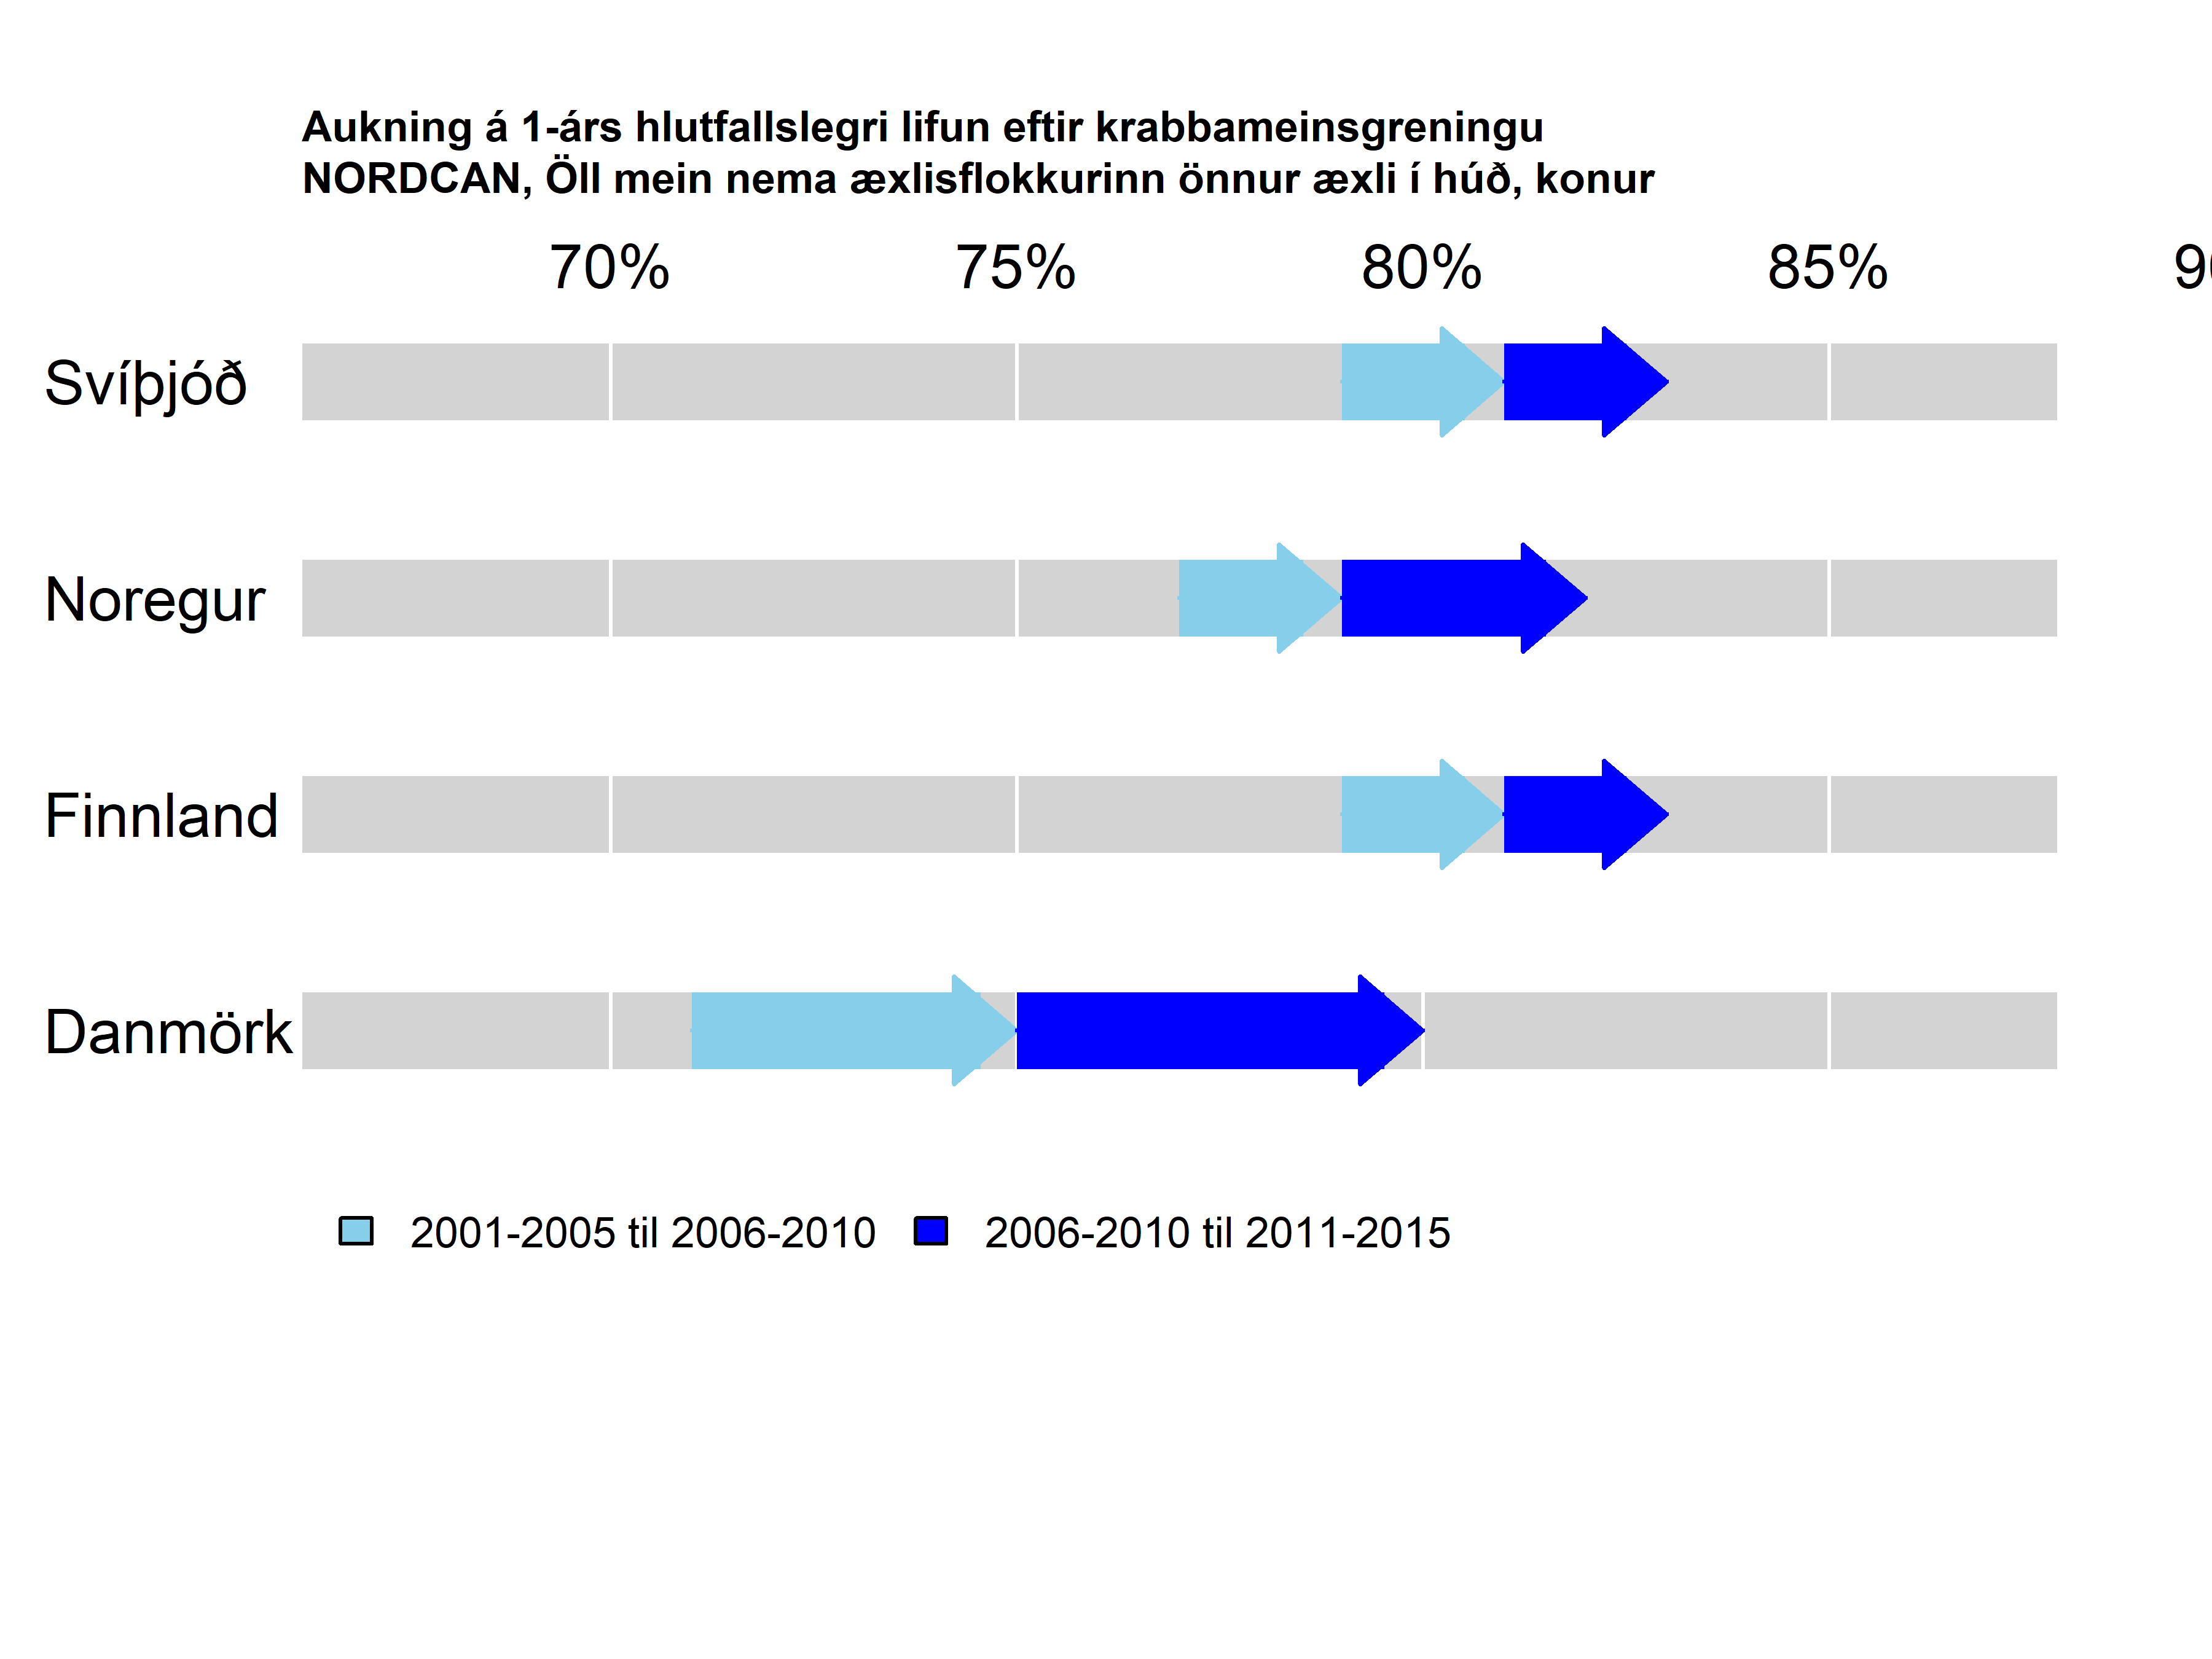 Aukning á 1-árs hlutfallslegri lifun eftir krabbameinsgreningu
NORDCAN, Öll mein nema æxlisflokkurinn önnur æxli í húð, konur
70% 75% 80% 85%
Svíþjóð
Noregur
Finnland
Danmörk
2001-2005 til 2006-2010 2006-2010 til 2011-2015